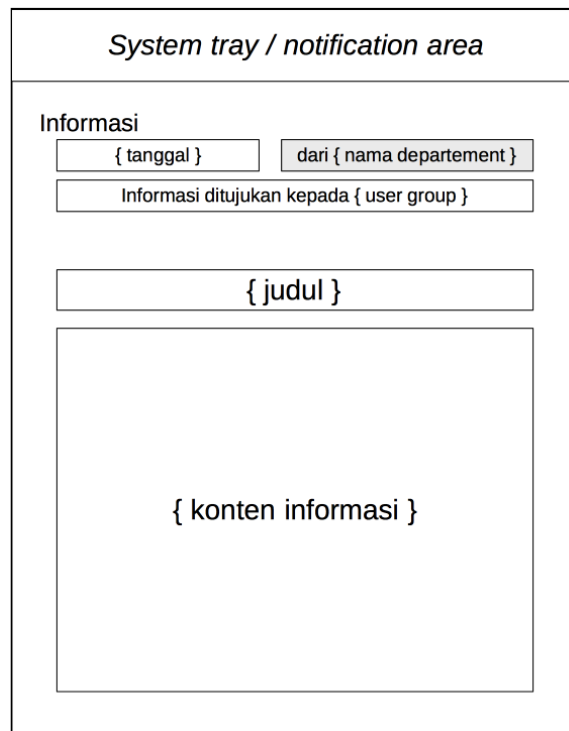 System tray / notification area
Informasi
{ tanggal }
dari { nama departement }
Informasi ditujukan kepada { user group }
{ judul }
{ konten informasi }